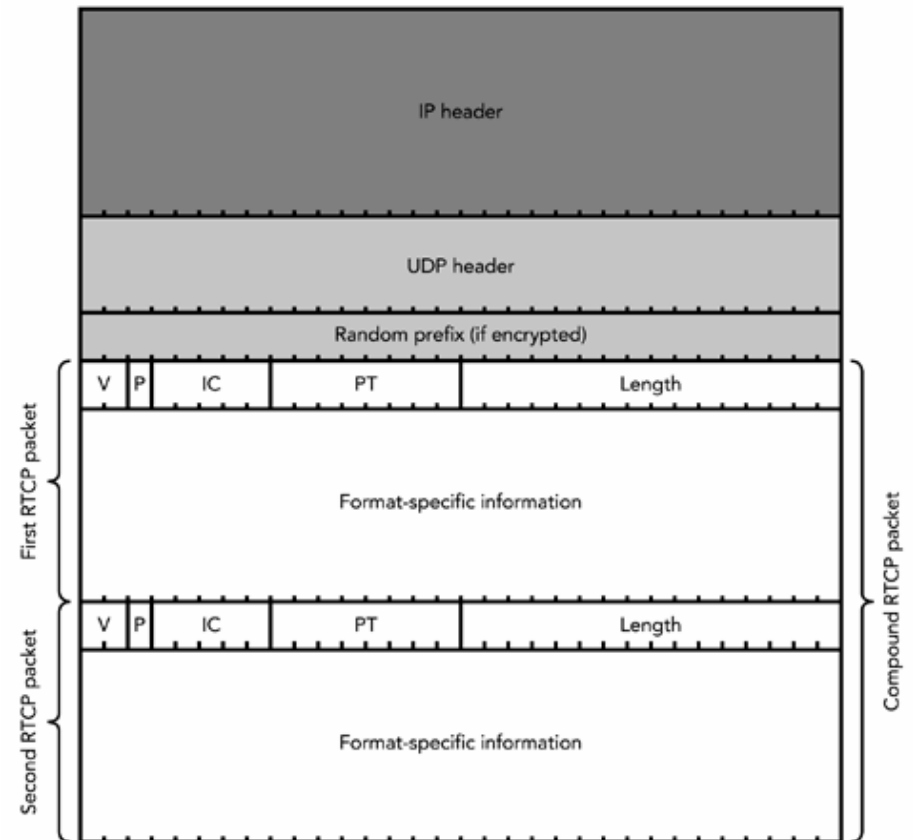 IP header
UDP header
Random prefix (if encrypted)
V P IC PT Length
First RTCP packet
Format-specific information
Compound RTCP packet
V P IC PT Length
Second RTCP packet
Format-specific information